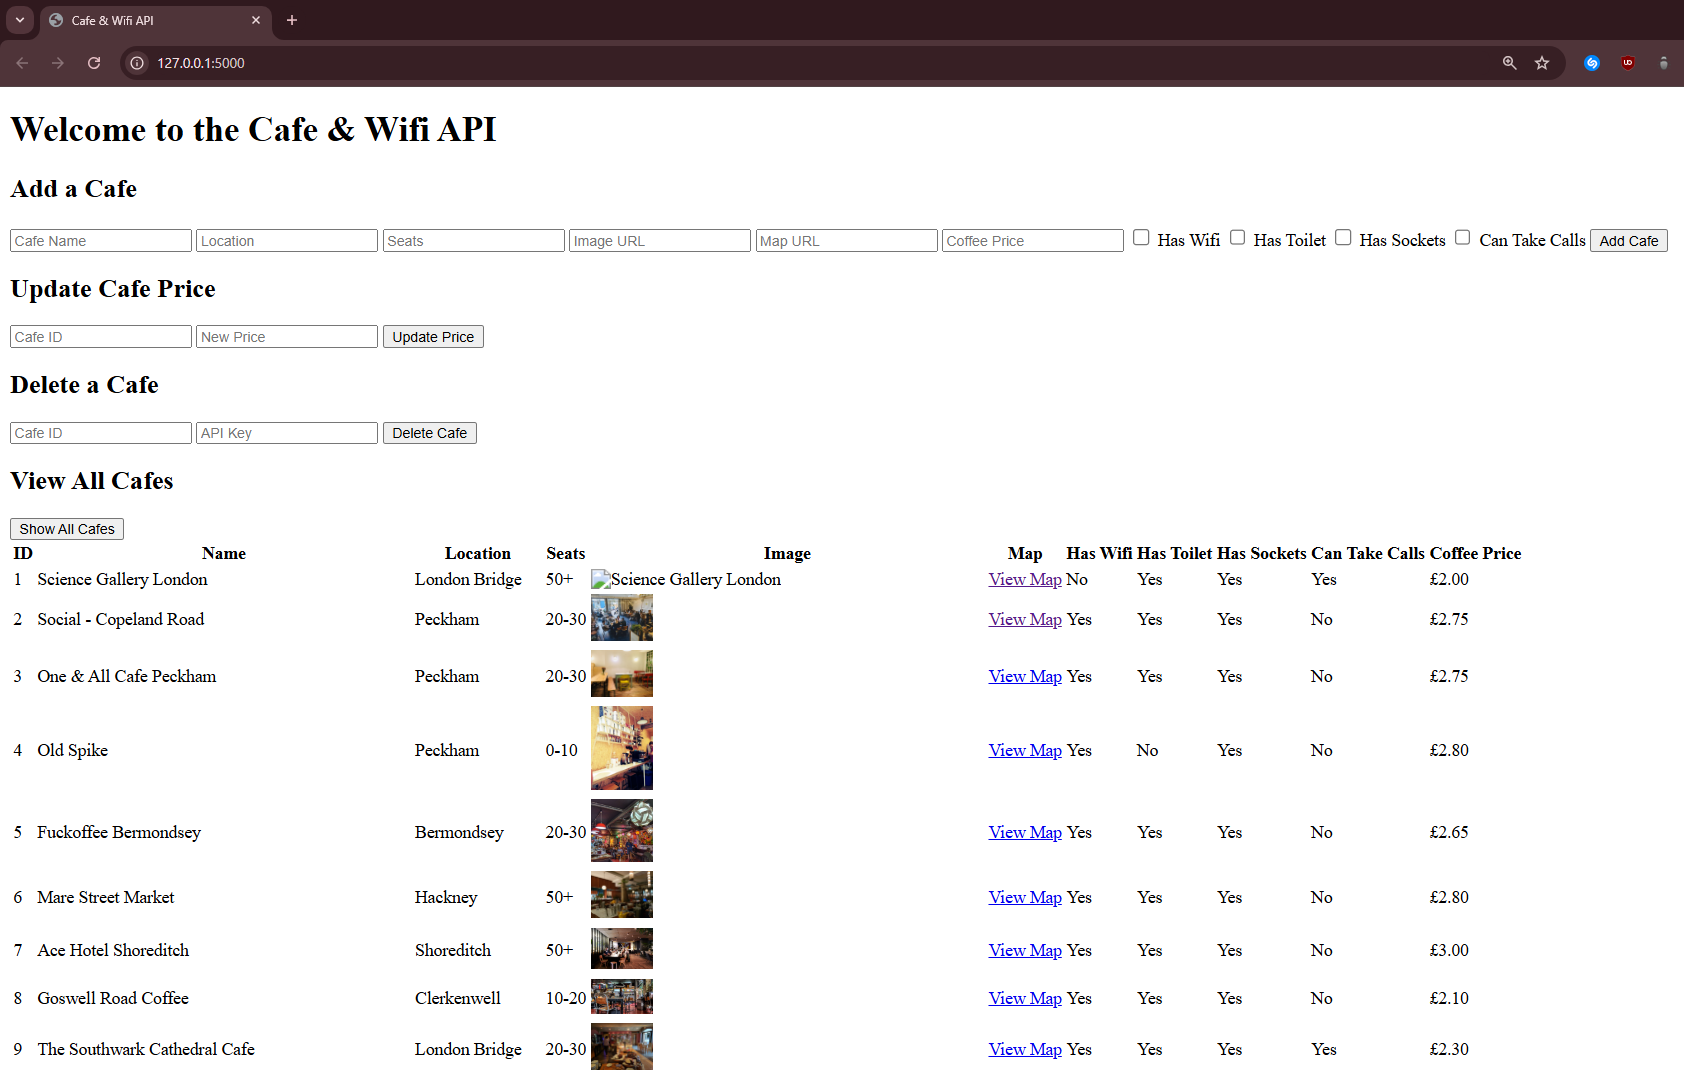 Cafe & Wifi API
127.0.0.1:5000
Welcome to the Cafe & Wifi API
Add a Cafe
Cafe Name Location Seats Image URL Map URL Coffee Price Has Wifi Has Toilet Has Sockets Can Take Calls Add Cafe
Update Cafe Price
Cafe ID New Price Update Price
Delete a Cafe
Cafe ID API Key Delete Cafe
View All Cafes
Show All Cafes
ID Name Location Seats Image Map Has Wifi Has Toilet Has Sockets Can Take Calls Coffee Price
1 Science Gallery London London Bridge 50+ Science Gallery London View Map No Yes Yes Yes £2.00
2 Social - Copeland Road Peckham 20-30 View Map Yes Yes Yes No £2.75
3 One & All Cafe Peckham Peckham 20-30 View Map Yes Yes Yes No £2.75
4 Old Spike Peckham 0-10 View Map Yes No Yes No £2.80
5 Fuckoffee Bermondsey Bermondsey 20-30 View Map Yes Yes Yes No £2.65
6 Mare Street Market Hackney 50+ View Map Yes Yes Yes No £2.80
7 Ace Hotel Shoreditch Shoreditch 50+ View Map Yes Yes Yes No £3.00
8 Goswell Road Coffee Clerkenwell 10-20 View Map Yes Yes Yes No £2.10
9 The Southwark Cathedral Cafe London Bridge 20-30 View Map Yes Yes Yes Yes £2.30